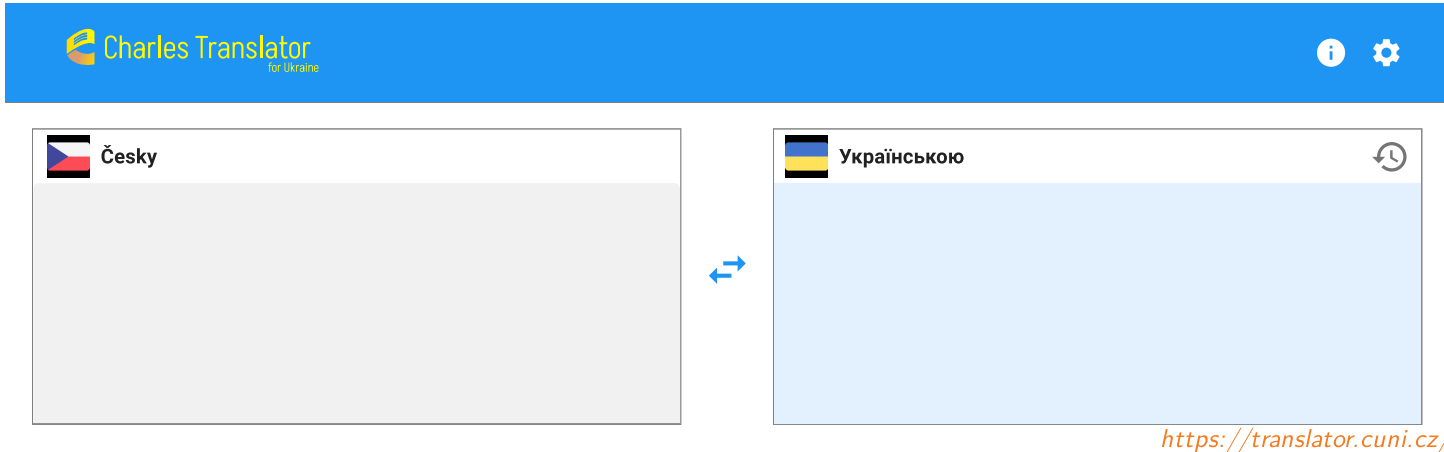 Charles Translator
for Ukraine
Česky
Українською
https://translator.cuni.cz/